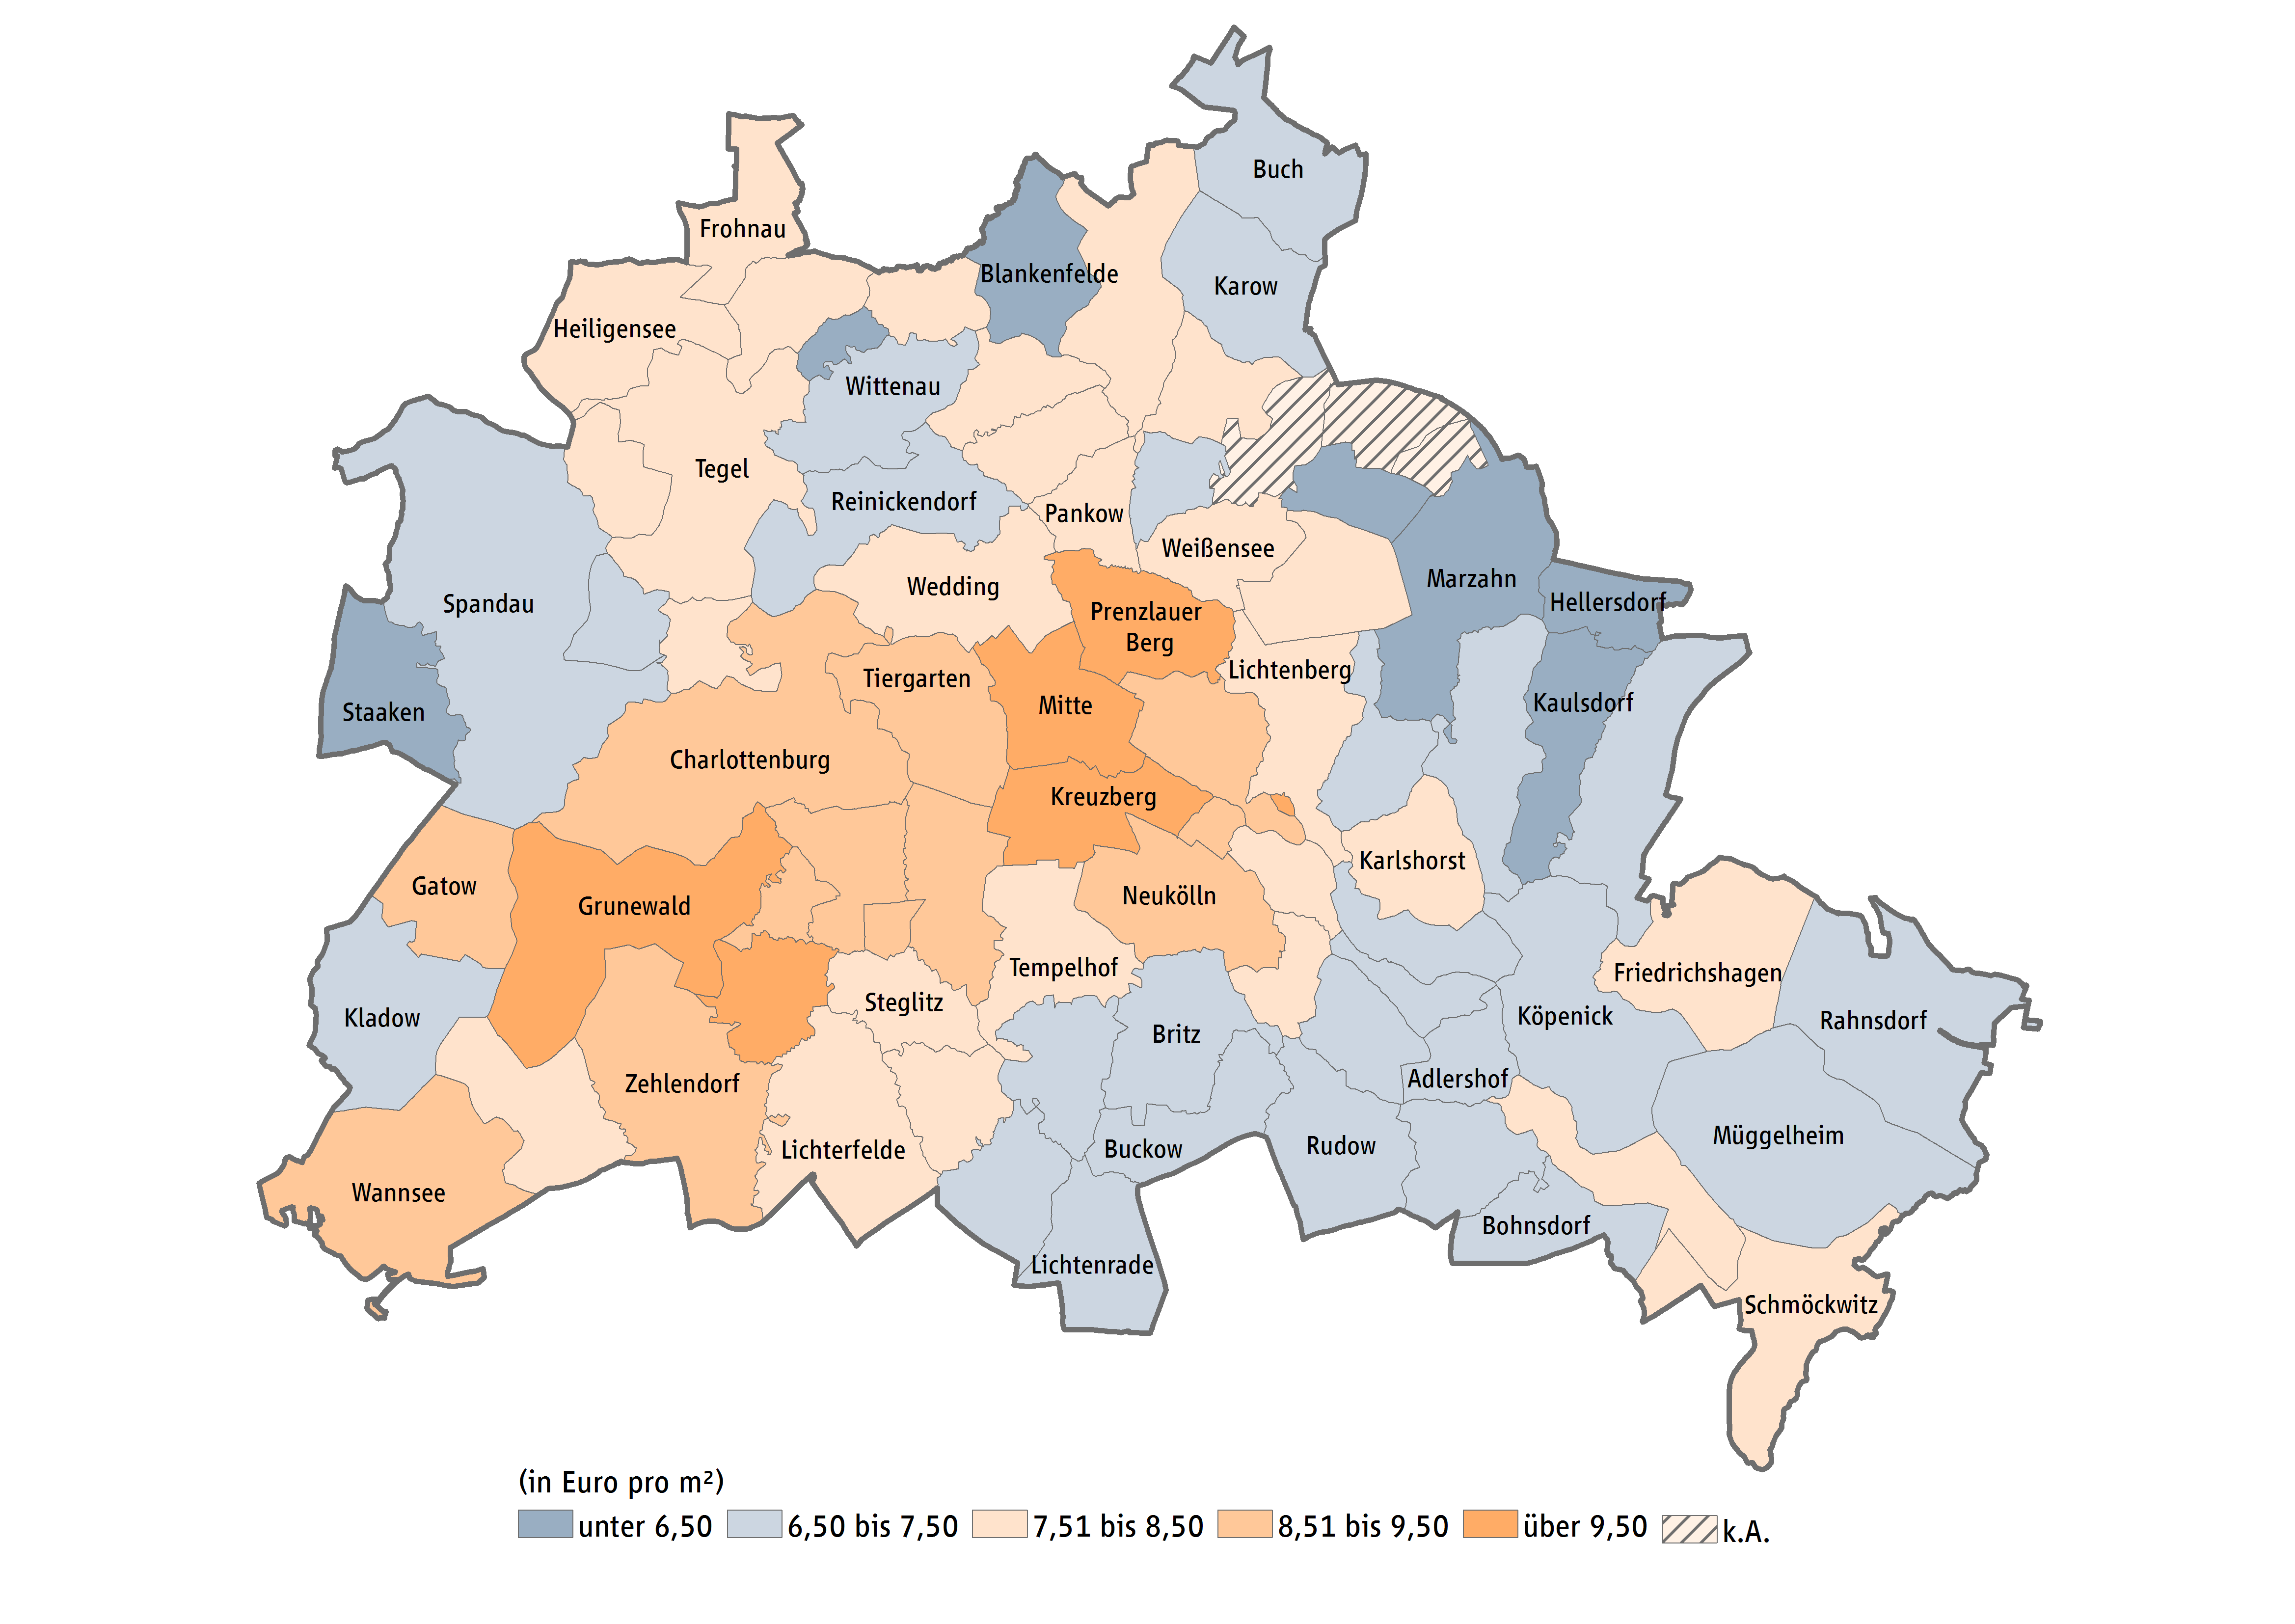 Buch
Frohnau
Blankenfelde
Karow
Heiligensee
Wittenau
Tegel
Reinickendorf
Pankow
Weißensee
Wedding
Marzahn
Hellersdorf
Spandau
Prenzlauer
Berg
Lichtenberg
Tiergarten
Kaulsdorf
Mitte
Staaken
Charlottenburg
Kreuzberg
Karlshorst
Gatow
Neukölln
Grunewald
Tempelhof
Friedrichshagen
Steglitz
Kladow
Köpenick
Rahnsdorf
Britz
Adlershof
Zehlendorf
Müggelheim
Rudow
Buckow
Lichterfelde
Wannsee
Bohnsdorf
Lichtenrade
Schmöckwitz
(in Euro pro m²)
unter 6,50 6,50 bis 7,50 7,51 bis 8,50 8,51 bis 9,50 über 9,50 k.A.